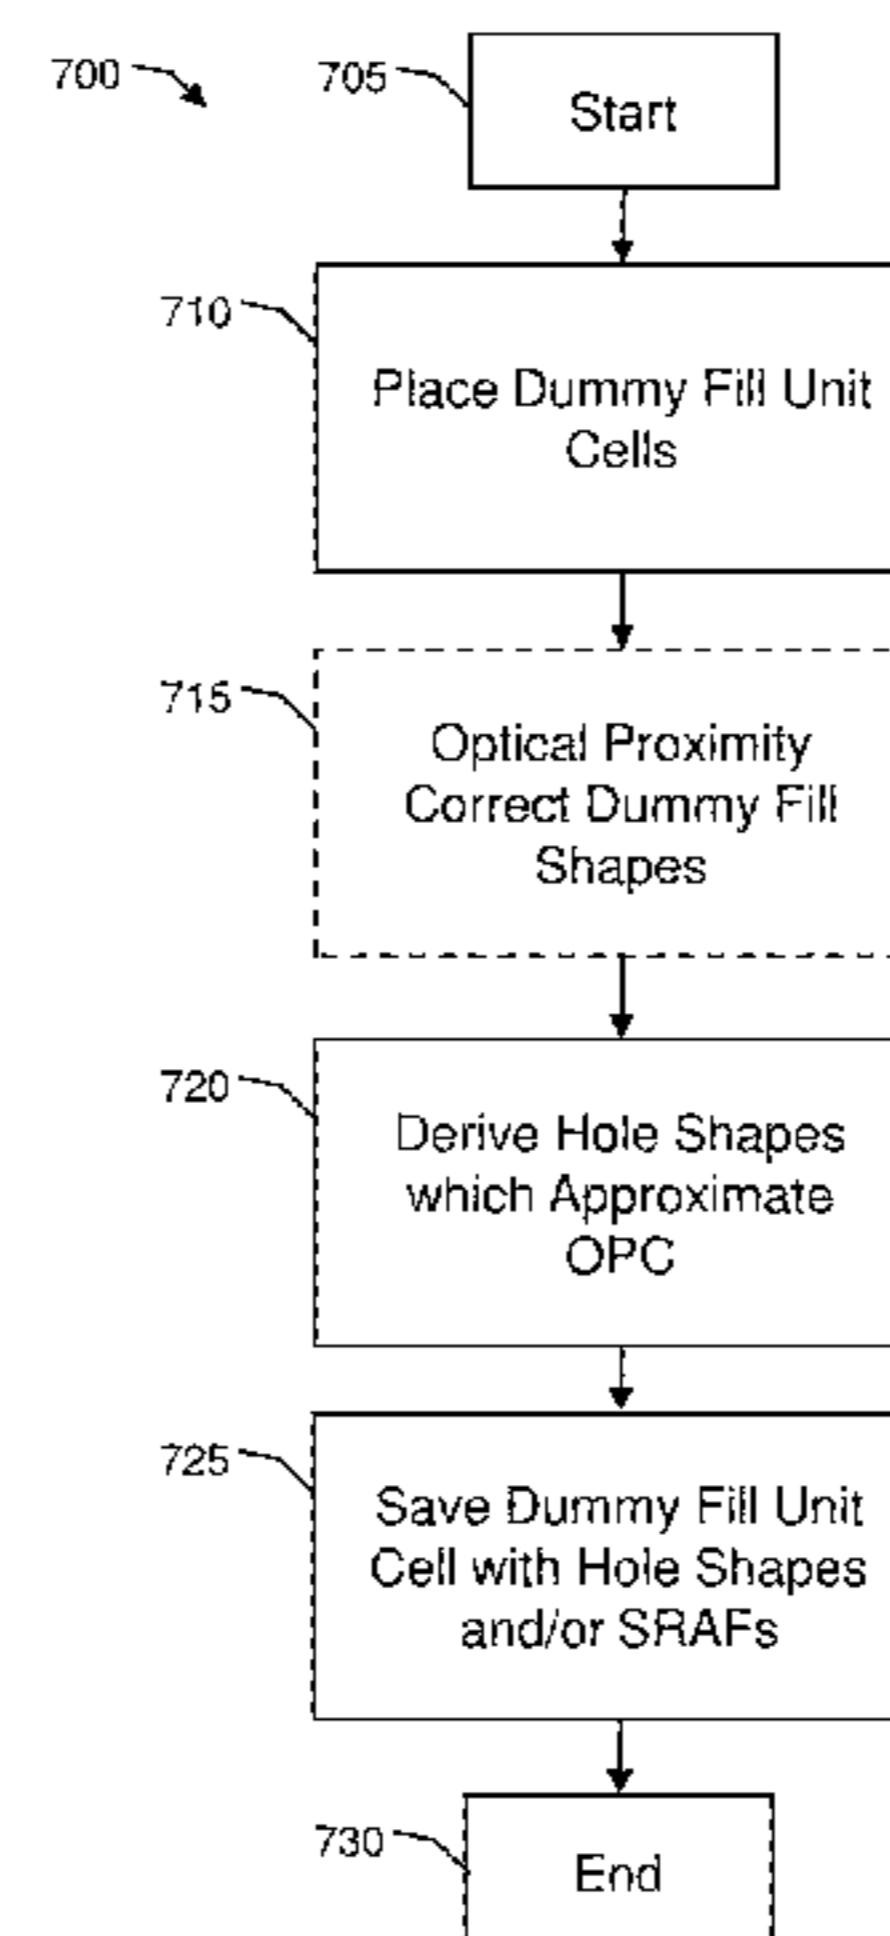 700
705
Start
710
Place Dummy Fill Unit
Cells
715
Optical Proximity
Correct Dummy Fill
Shapes
720
Derive Hole Shapes
which Approximate
OPC
725
Save Dummy Fill Unit
Cell with Hole Shapes
and/or SRAFs
730
End